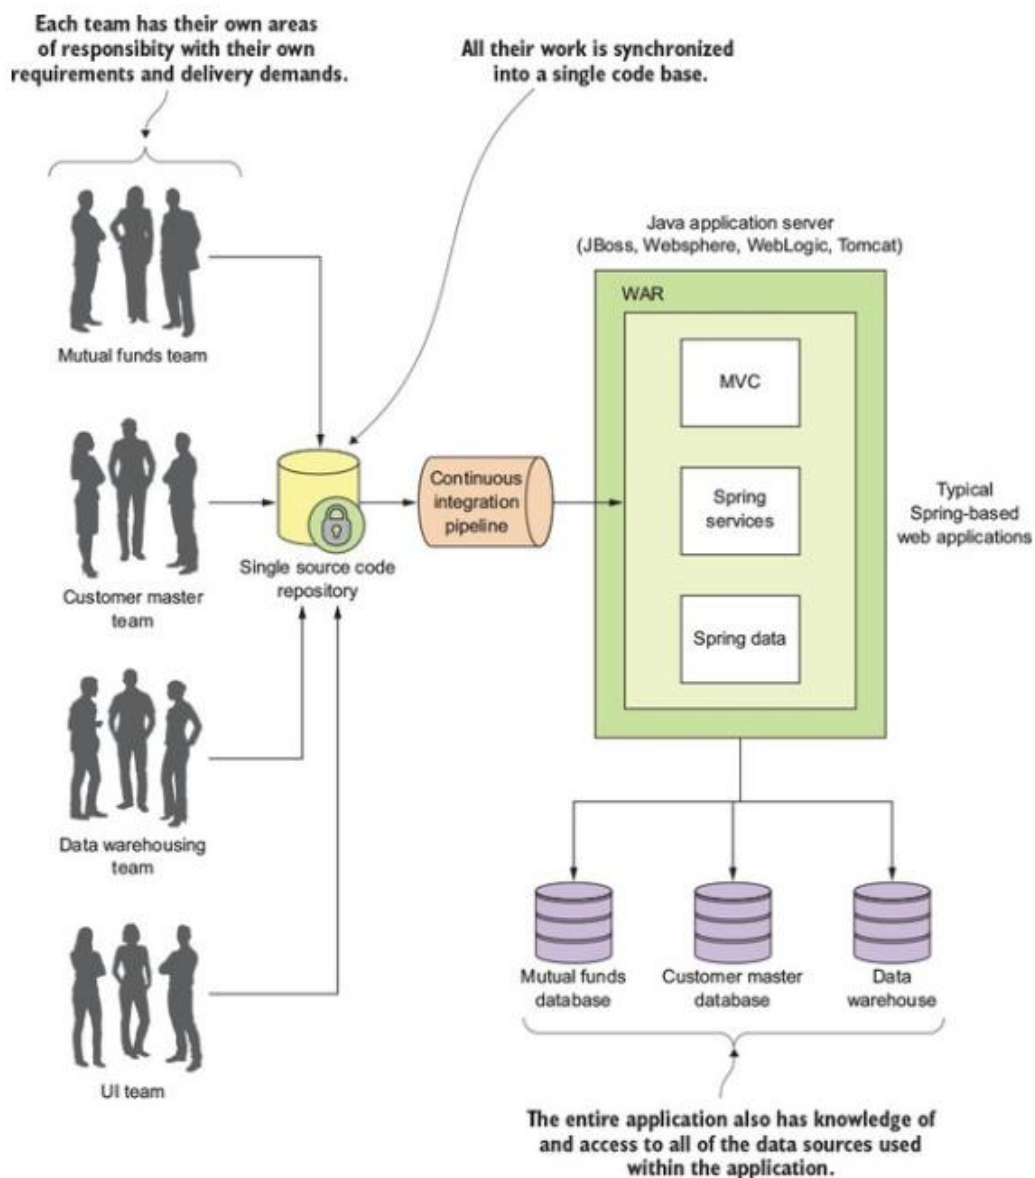 Each team has their own areas
of responsibity with their own
requirements and delivery demands.
All their work is synchronized
into a single code base.
Mutual funds team
Customer master
team
Data warehousing
team
UI team
Single source code
repository
Continuous
integration
pipeline
Java application server
(JBoss, Websphere, WebLogic, Tomcat)
WAR
MVC
Spring
services
Spring data
Typical
Spring-based
web applications
Mutual funds
database
Customer master
database
Data
warehouse
The entire application also has knowledge of
and access to all of the data sources used
within the application.